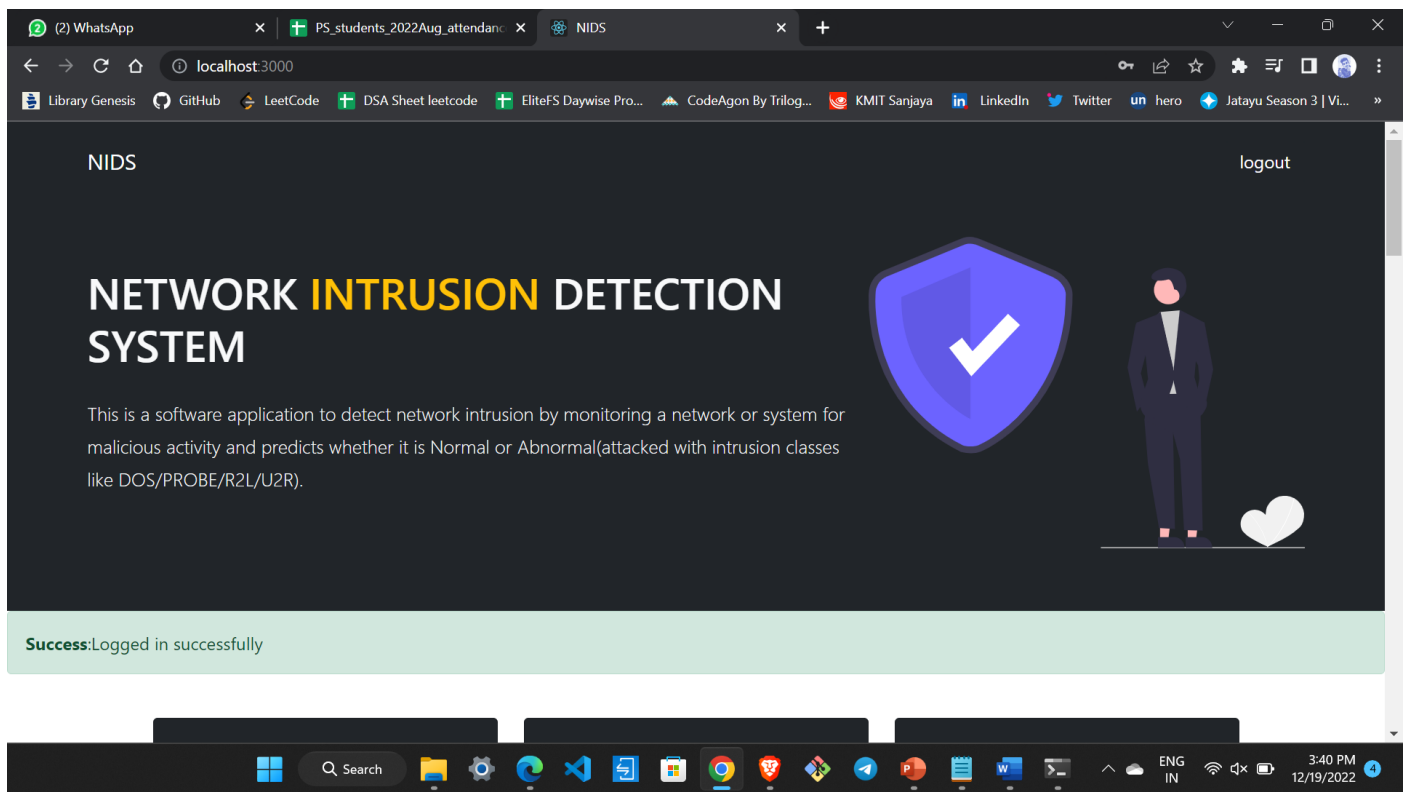 (2) WhatsApp
PS_students_2022Aug_attendanc
NIDS
localhost:3000
Library Genesis
GitHub
LeetCode
DSA Sheet leetcode
EliteFS Daywise Pro...
CodeAgon By Trilog...
KMIT Sanjaya
LinkedIn
Twitter
un hero
Jatayu Season 3 | Vi...
»
NIDS
logout
NETWORK INTRUSION DETECTION
SYSTEM
This is a software application to detect network intrusion by monitoring a network or system for
malicious activity and predicts whether it is Normal or Abnormal(attacked with intrusion classes
like DOS/PROBE/R2L/U2R).
Success:Logged in successfully
Search
ENG
IN
3:40 PM
12/19/2022
4